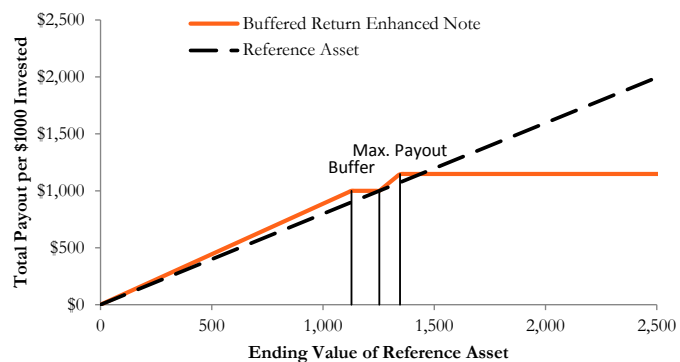 $2,500
$2,000
$1,500
$1,000
$500
$0
Total Payout per $1000 Invested
Buffered Return Enhanced Note
Reference Asset
Max. Payout
Buffer
0
500
1,000
1,500
2,000
2,500
Ending Value of Reference Asset